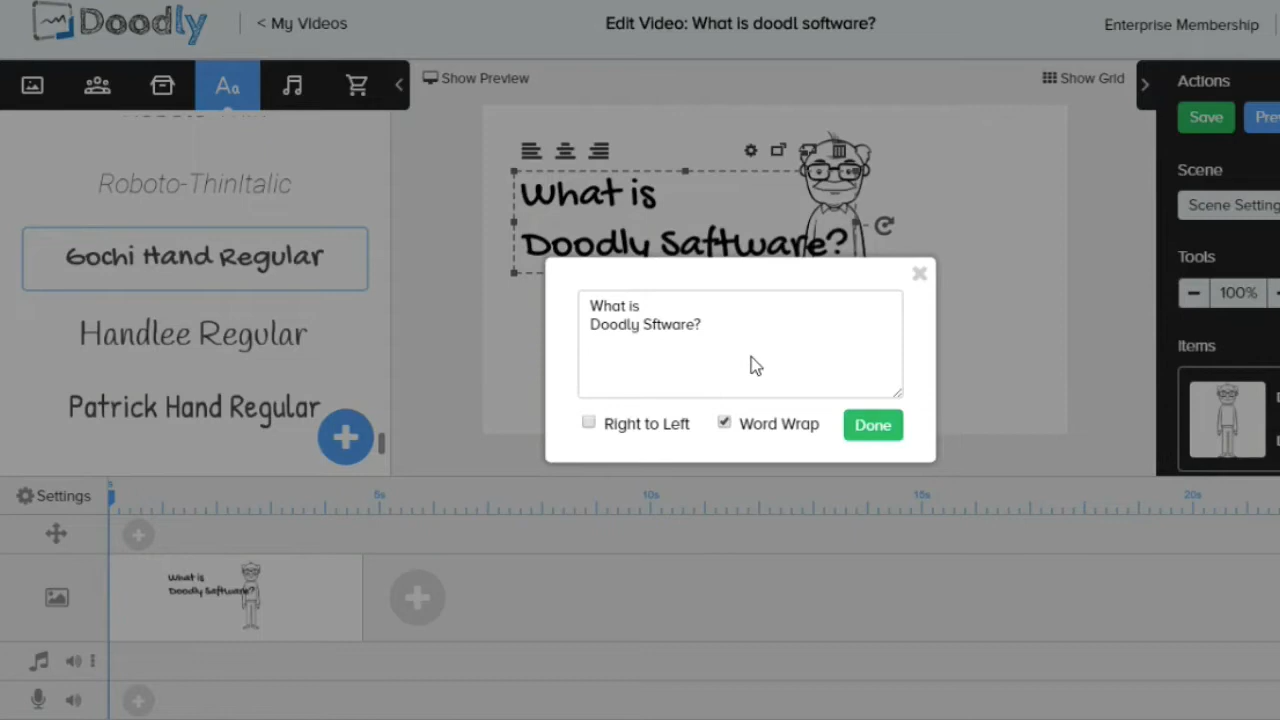 Doodly
< My Videos
Edit Video: What is doodl software?
Enterprise Membership
Aa
Show Preview
Show Grid
Actions
Save
Scene
Scene Setting
Tools
100%
Items
Roboto-ThinItalic
Gochi Hand Regular
Handlee Regular
Patrick Hand Regular
What is
Doodly Saftware?
What is
Doodly Sftware?
Right to Left
Word Wrap
Done
Settings
5s
10s
15s
20s
What is
Doodly Saftware?